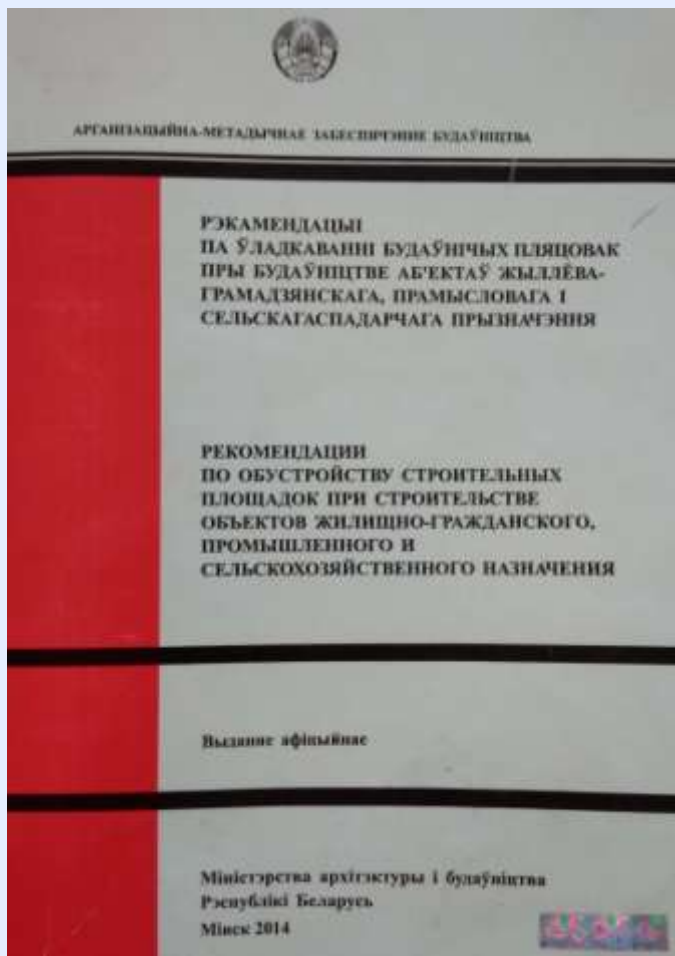 АРГАНІЗАЦЫЙНА-МЕТАДЫЧНАЕ ЗАБЕСПЯЧЭННЕ БУДАЎНІЦТВА
РЭКАМЕНДАЦЫІ
ПА ЎЛАДКАВАННІ БУДАЎНІЧЫХ ПЛЯЦОВАК
ПРЫ БУДАЎНІЦТВЕ АБ'ЕКТАЎ ЖЫЛЛЁВА-
ГРАМАДЗЯНСКАГА, ПРАМЫСЛОВАГА І
СЕЛЬСКАГАСПАДАРЧАГА ПРЫЗНАЧЭННЯ
РЕКОМЕНДАЦИИ
ПО ОБУСТРОЙСТВУ СТРОИТЕЛЬНЫХ
ПЛОЩАДОК ПРИ СТРОИТЕЛЬСТВЕ
ОБЪЕКТОВ ЖИЛИЩНО-ГРАЖДАНСКОГО,
ПРОМЫШЛЕННОГО И
СЕЛЬСКОХОЗЯЙСТВЕННОГО НАЗНАЧЕНИЯ
Выданне афіцыйнае
Міністэрства архітэктуры і будаўніцтва
Рэспублікі Беларусь
Мінск 2014